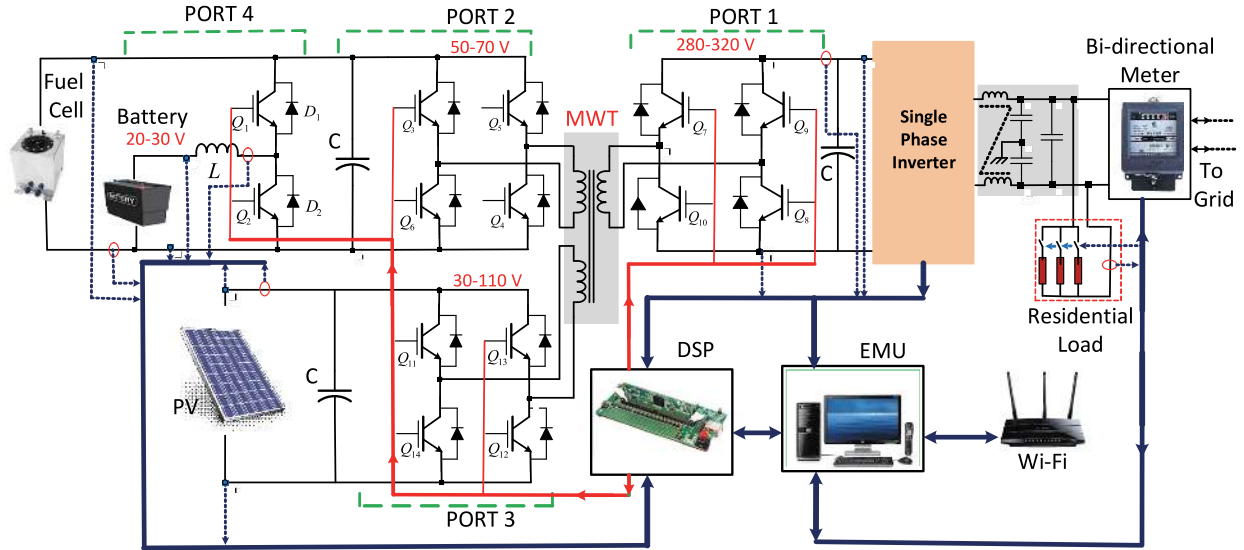 PORT 4
PORT 2
PORT 1
50-70 V
280-320 V
Bi-directional
Meter
Fuel
Cell
Battery
20-30 V
Q1
D1
C
Q3
Q5
MWT
Q7
Q9
C
Single
Phase
Inverter
To
Grid
L
Q2
D2
Q6
Q4
Q10
Q8
BATTERY
30-110 V
Residential
Load
PV
C
Q11
Q13
Q14
Q12
DSP
EMU
Wi-Fi
PORT 3